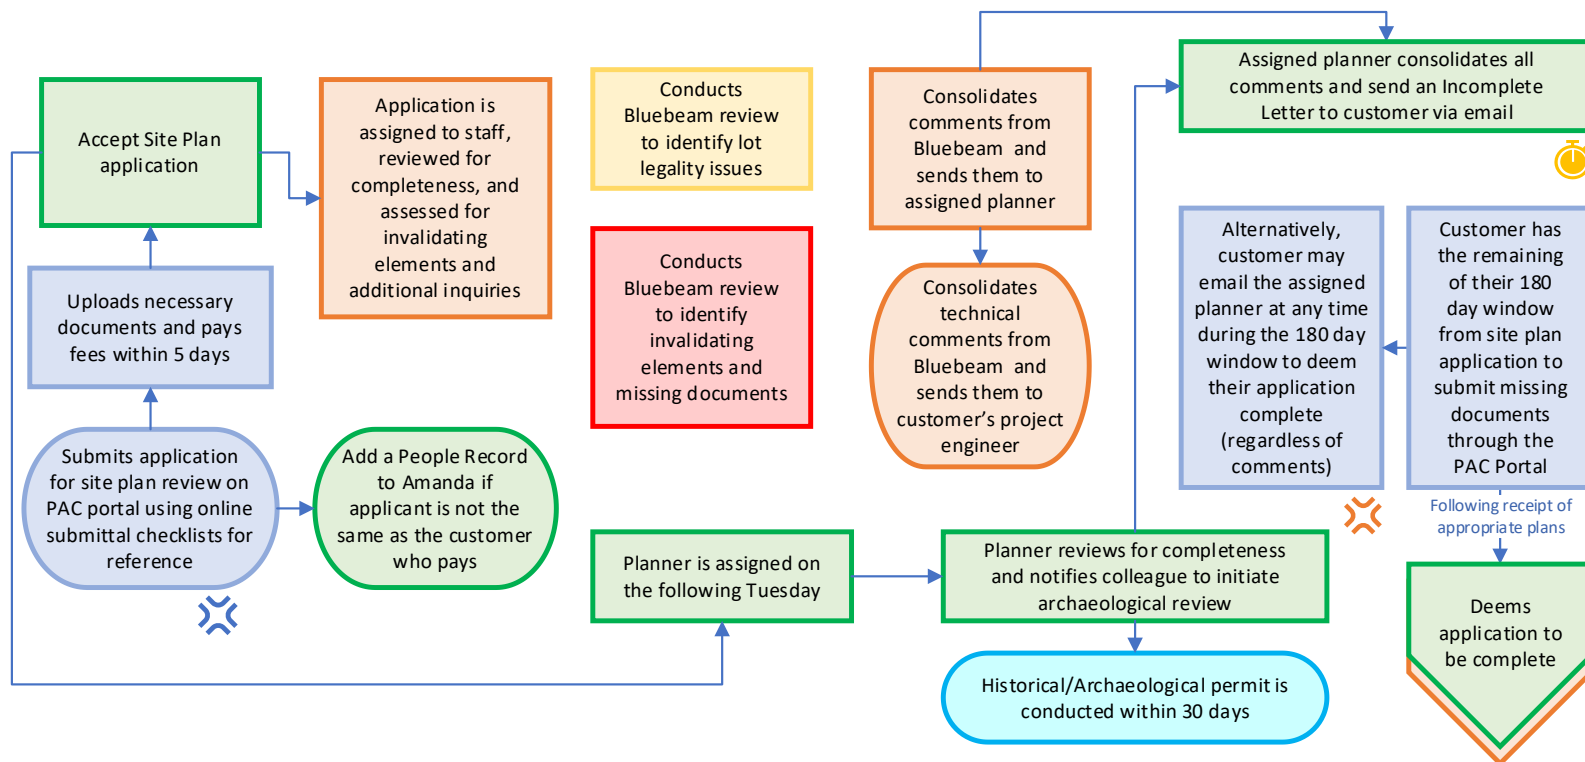 Accept Site Plan
application
Application is
assigned to staff,
reviewed for
completeness, and
assessed for
invalidating
elements and
additional inquiries
Uploads necessary
documents and pays
fees within 5 days
Submits application
for site plan review on
PAC portal using online
submittal checklists for
reference
Add a People Record
to Amanda if
applicant is not the
same as the customer
who pays
Conducts
Bluebeam review
to identify lot
legality issues
Conducts
Bluebeam review
to identify
invalidating
elements and
missing documents
Consolidates
comments from
Bluebeam and
sends them to
assigned planner
Consolidates
technical
comments from
Bluebeam and
sends them to
customer’s project
engineer
Planner is assigned on
the following Tuesday
Planner reviews for completeness
and notifies colleague to initiate
archaeological review
Historical/Archaeological permit is
conducted within 30 days
Assigned planner consolidates all
comments and send an Incomplete
Letter to customer via email
Alternatively,
customer may
email the assigned
planner at any time
during the 180 day
window to deem
their application
complete
(regardless of
comments)
Customer has
the remaining
of their 180
day window
from site plan
application to
submit missing
documents
through the
PAC Portal
Following receipt of
appropriate plans
Deems
application to
be complete